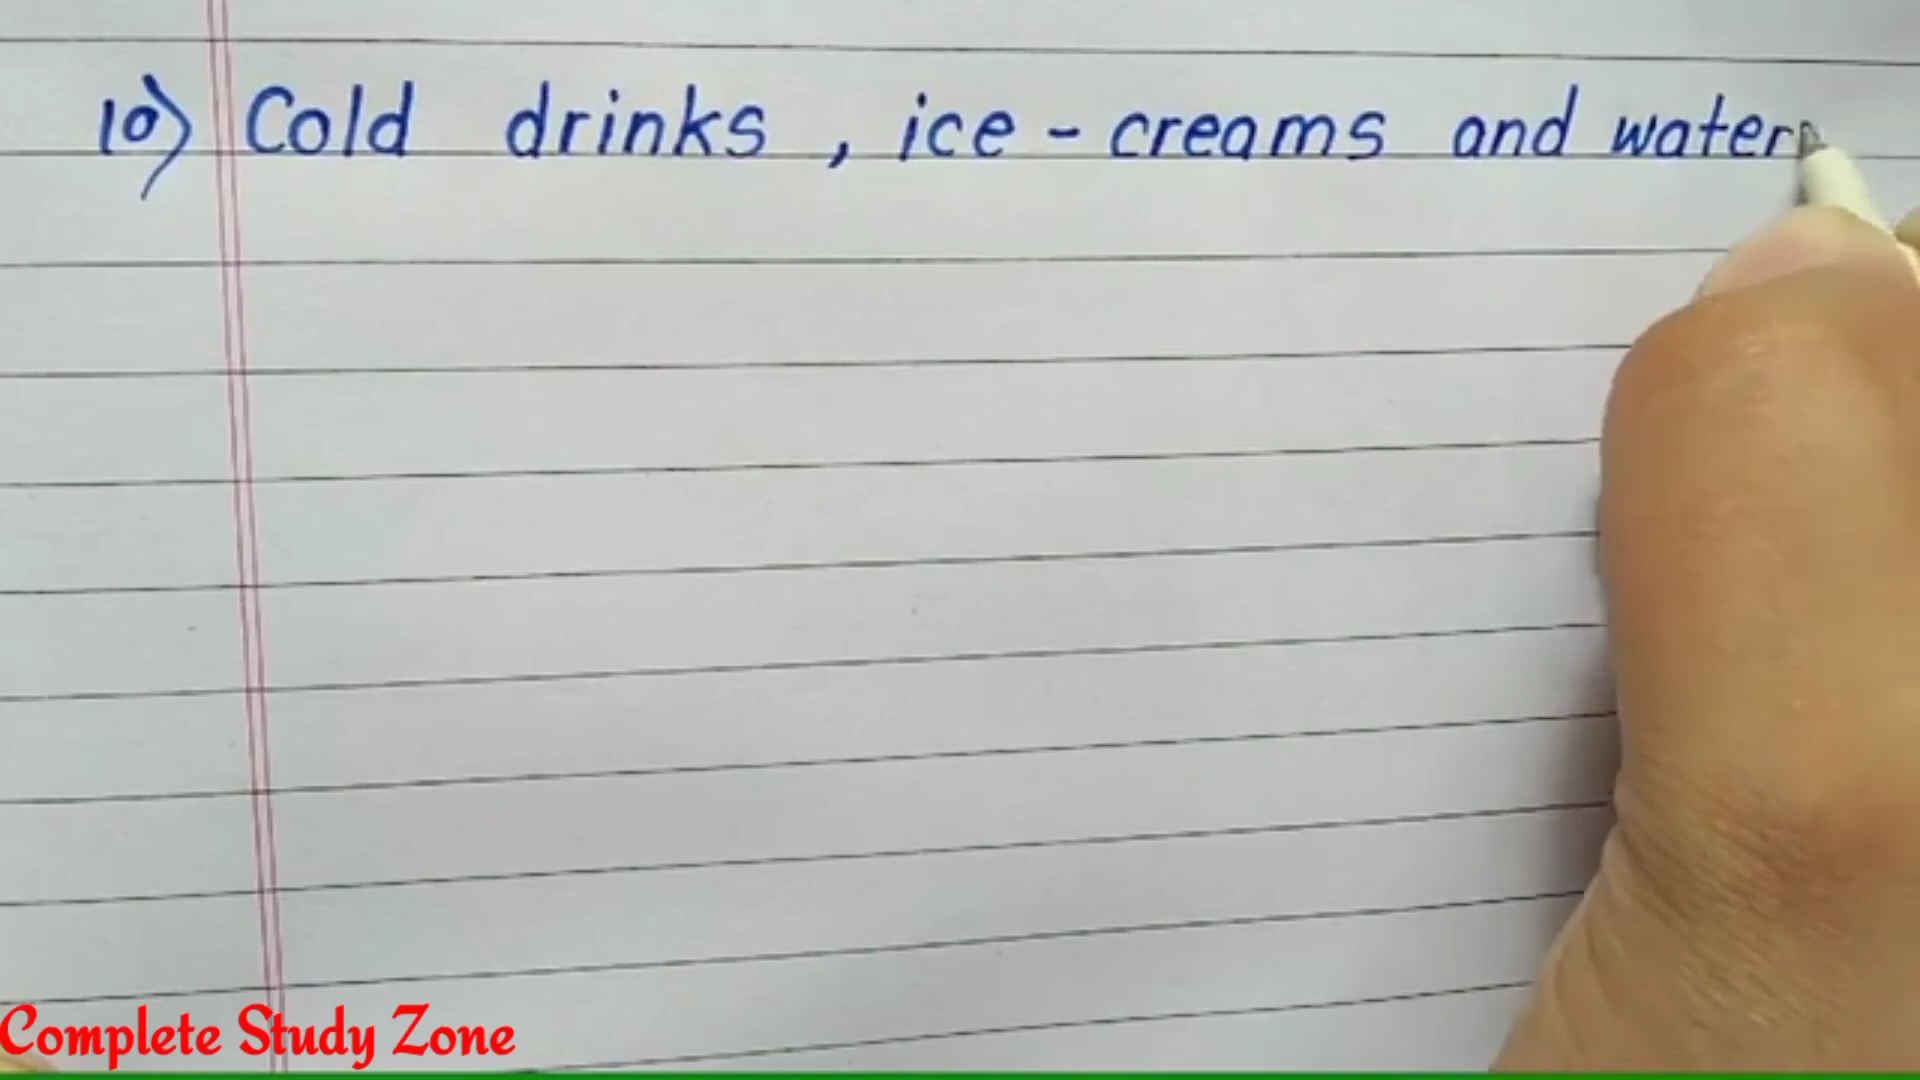 10) Cold drinks , ice - creams and water
Complete Study Zone